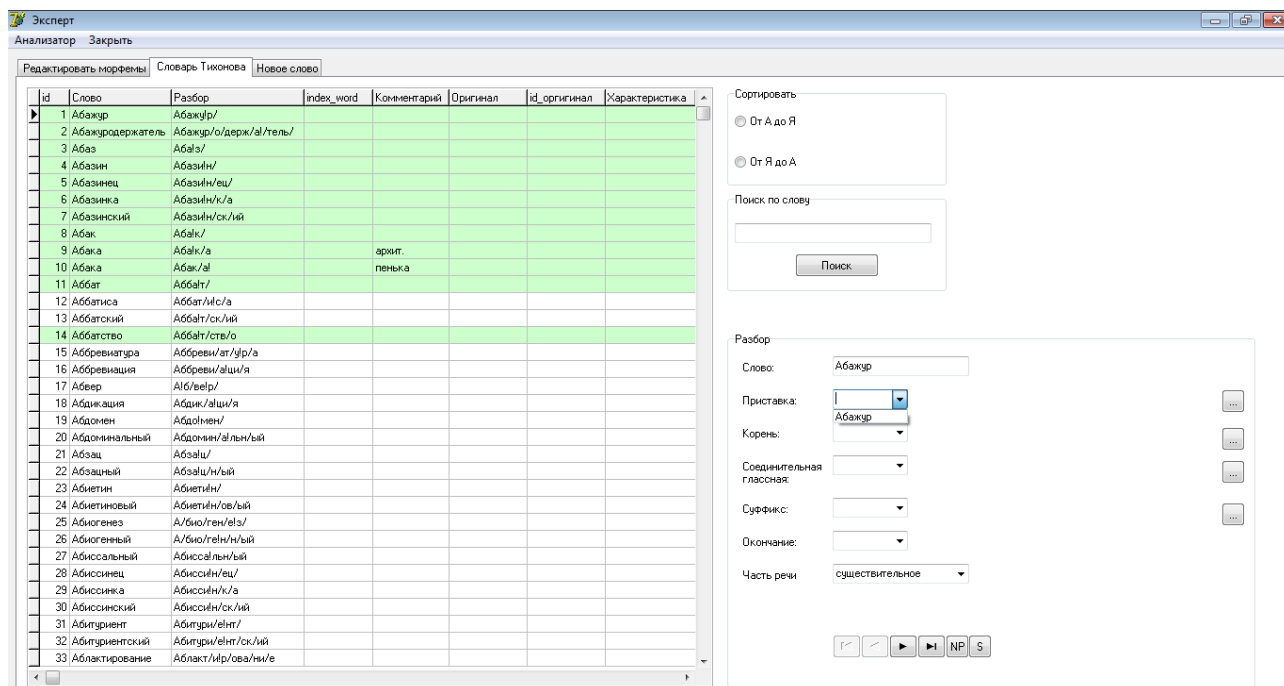 Эксперт
Анализатор Закрыть
Редактировать морфемы Словарь Тихонова Новое слово
id Слово Разбор index_word Комментарий Оригинал id_оргигинал Характеристика
1 Абажур Абажу!р/
2 Абажуродержатель Абажур/о/держ/а!/тель/
3 Абаз Аба!з/
4 Абазин Абази!н/
5 Абазинец Абази!н/ец/
6 Абазинка Абази!н/к/а
7 Абазинский Абази!н/ск/ий
8 Абак Аба!к/
9 Абака Аба!к/а архит.
10 Абака Абак/а! пенька
11 Аббат Абба!т/
12 Аббатиса Аббат/и!с/а
13 Аббатский Абба!т/ск/ий
14 Аббатство Абба!т/ств/о
15 Аббревиатура Аббреви/ат/у!р/а
16 Аббревиация Аббреви/а!ци/я
17 Абвер А!б/ве!р/
18 Абдикация Абдик/а!ци/я
19 Абдомен Абдо!мен/
20 Абдоминальный Абдомин/а!льн/ый
21 Абзац Абза!ц/
22 Абзацный Абза!ц/н/ый
23 Абиетин Абиети!н/
24 Абиетиновый Абиети!н/ов/ый
25 Абиогенез А/био/ген/е!з/
26 Абиогенный А/био/ге!н/н/ый
27 Абиссальный Абисса!льн/ый
28 Абиссинец Абисси!н/ец/
29 Абиссинка Абисси!н/к/а
30 Абиссинский Абисси!н/ск/ий
31 Абитуриент Абитури/е!нт/
32 Абитуриентский Абитури/е!нт/ск/ий
33 Аблактирование Аблакт/и!р/ова/ни/е
Сортировать
От А до Я
От Я до А
Поиск по слову
Поиск
Разбор
Слово: Абажур
Приставка:
...
Абажур
Корень:
...
Соединительная
глассная:
...
Суффикс:
...
Окончание:
Часть речи существительное
NP S